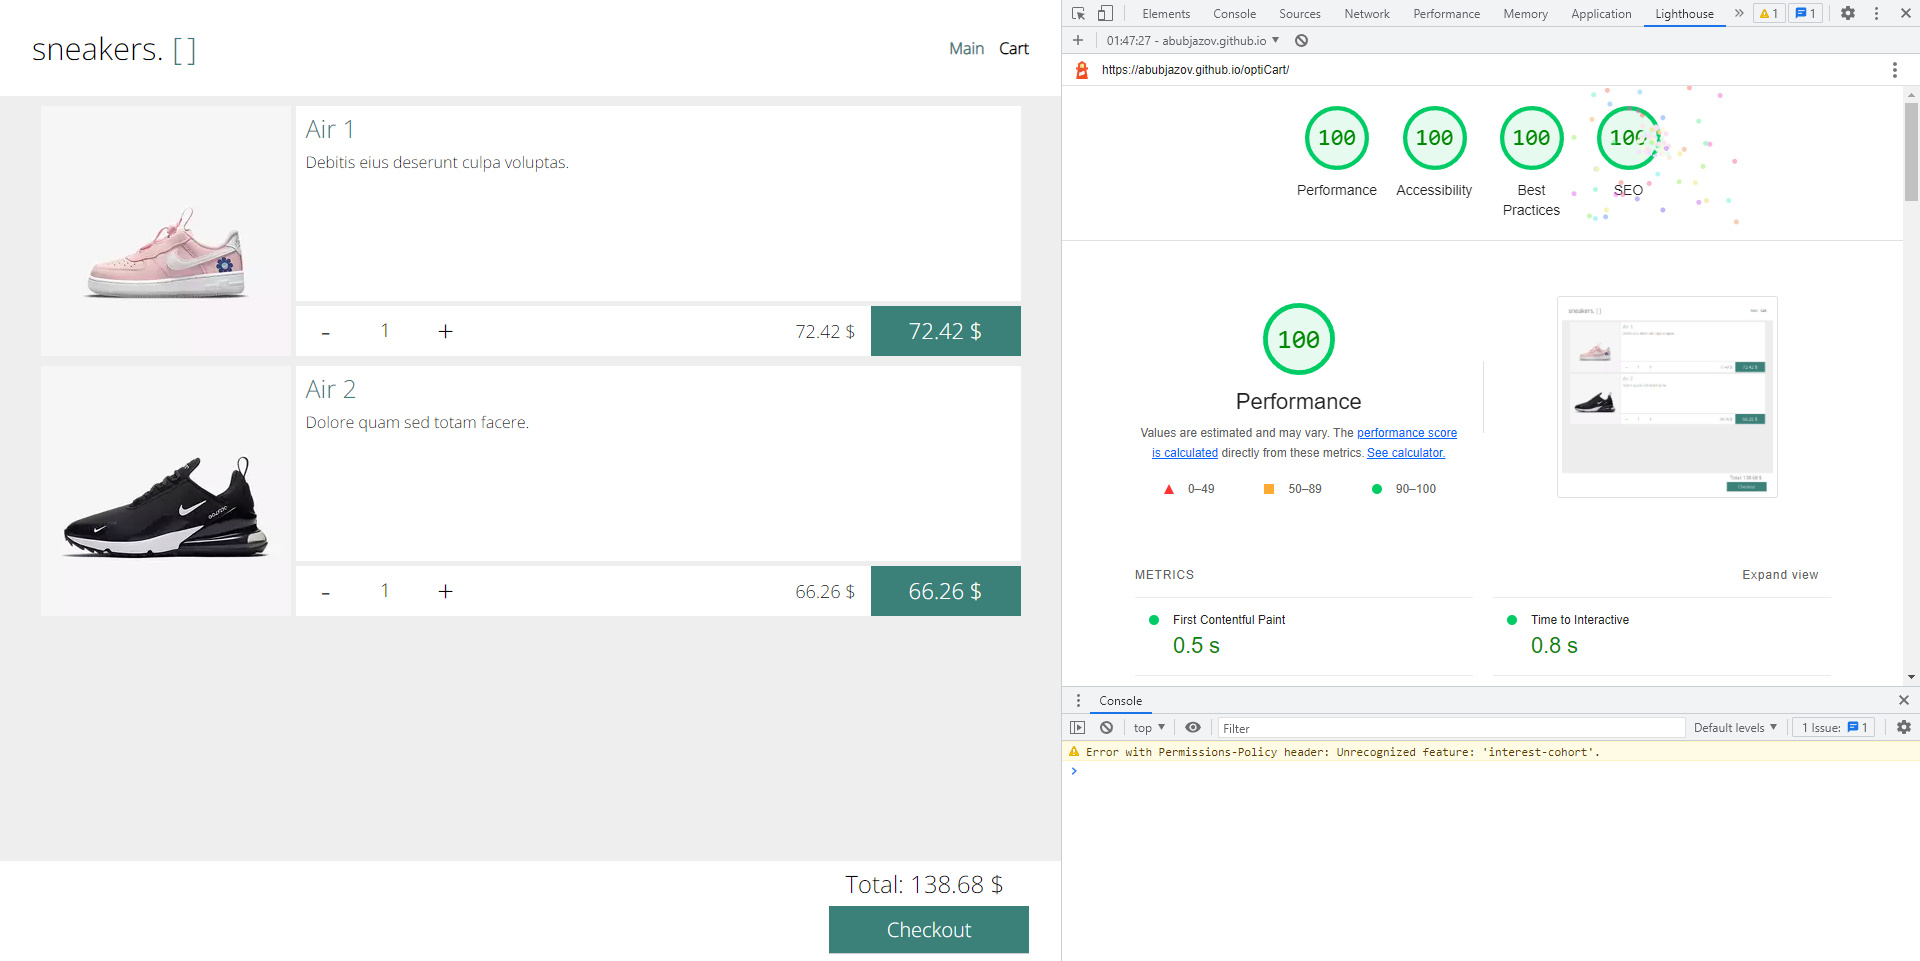 sneakers. [ ]
Main Cart
Air 1
Debitis eius deserunt culpa voluptas.
- 1 + 72.42 $ 72.42 $
Air 2
Dolore quam sed totam facere.
- 1 + 66.26 $ 66.26 $
Total: 138.68 $
Checkout
Elements Console Sources Network Performance Memory Application Lighthouse » 1 1
+ 01:47:27 - abubjazov.github.io
https://abubjazov.github.io/optiCart/
100 100 100 100
Performance Accessibility Best Practices SEO
100
Performance
Values are estimated and may vary. The performance score
is calculated directly from these metrics. See calculator.
0–49 50–89 90–100
METRICS Expand view
First Contentful Paint
0.5 s
Time to Interactive
0.8 s
Console
top Filter Default levels 1 Issue: 1
Error with Permissions-Policy header: Unrecognized feature: 'interest-cohort'.